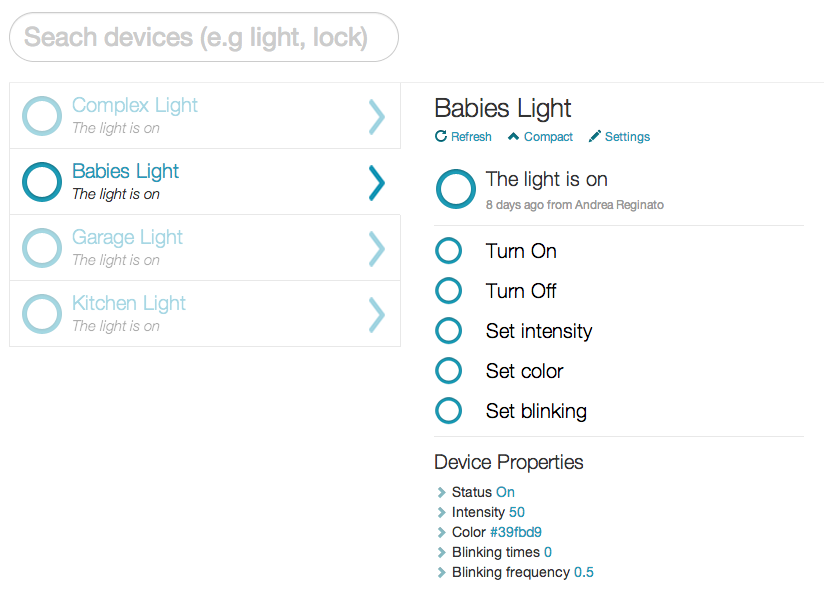 Seach devices (e.g light, lock)
Complex Light
The light is on
Babies Light
The light is on
Garage Light
The light is on
Kitchen Light
The light is on
Babies Light
Refresh Compact Settings
The light is on
8 days ago from Andrea Reginato
Turn On
Turn Off
Set intensity
Set color
Set blinking
Device Properties
Status On
Intensity 50
Color #39fbd9
Blinking times 0
Blinking frequency 0.5